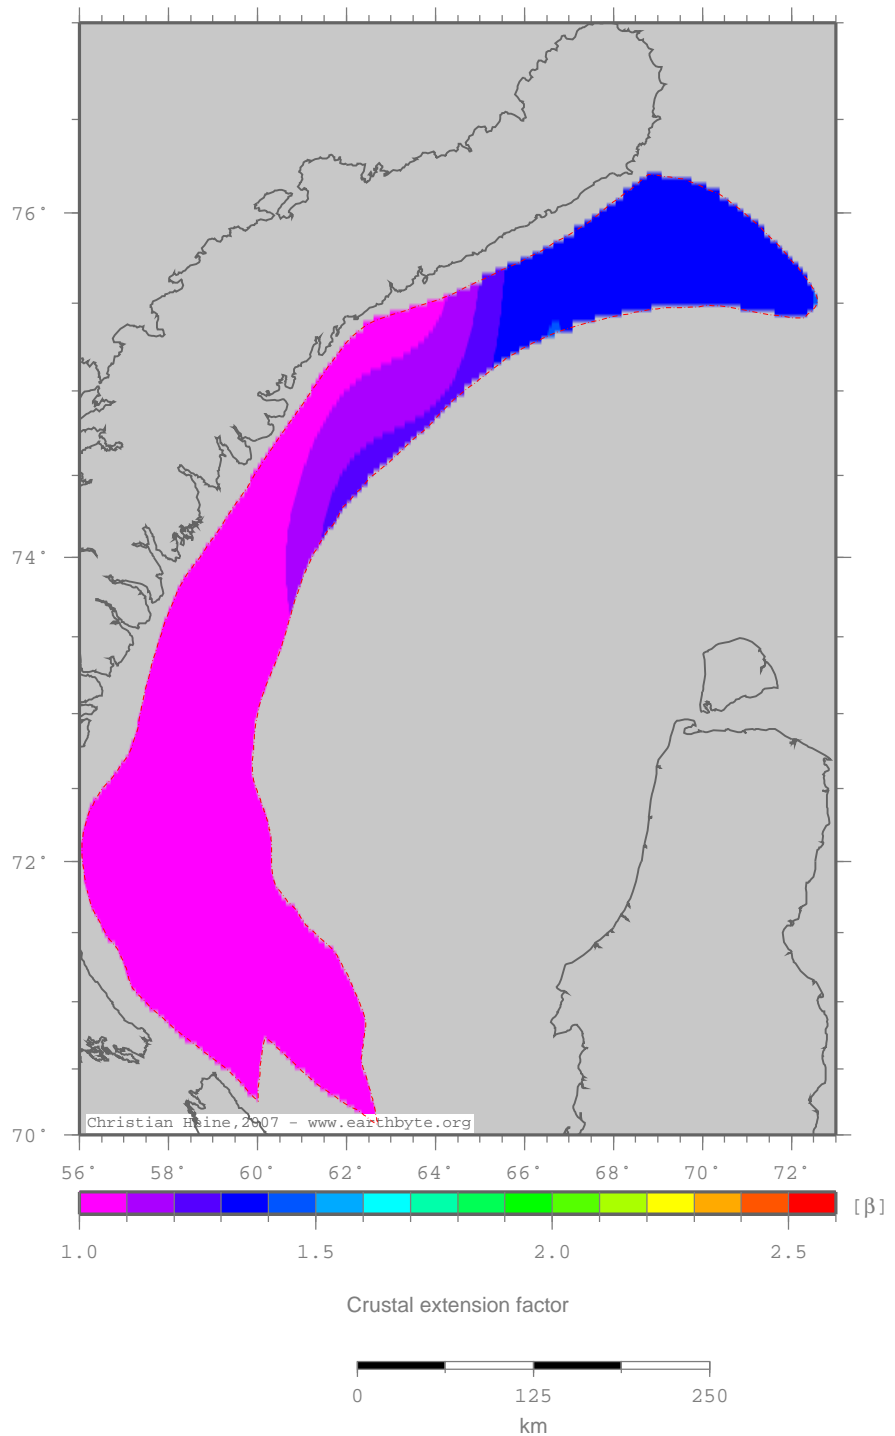 76°
74°
72°
70°
Christian Heine,2007 - www.earthbyte.org
56° 58° 60° 62° 64° 66° 68° 70° 72°
[β]
1.0 1.5 2.0 2.5
Crustal extension factor
0 125 250
km